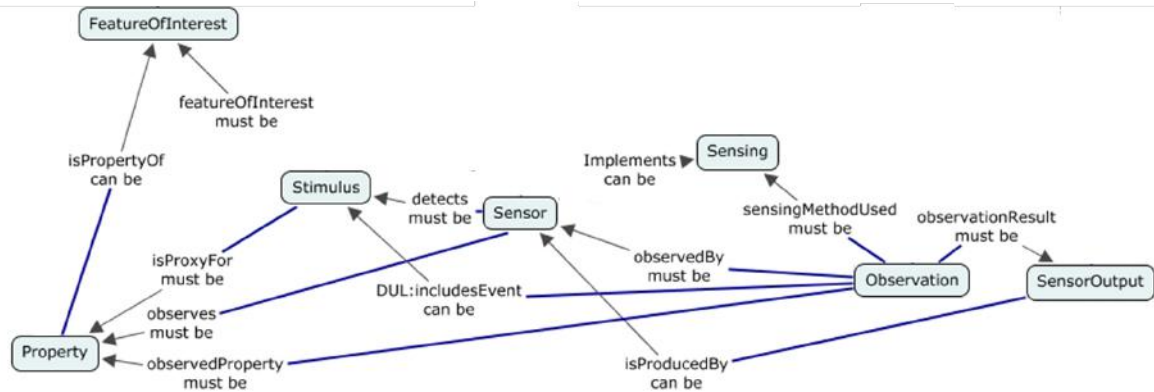 FeatureOfInterest
featureOfInterest
must be
isPropertyOf
can be
Stimulus
detects
must be
Sensor
Implements
can be
Sensing
sensingMethodUsed
must be
observationResult
must be
isProxyFor
must be
observedBy
must be
DUL:includesEvent
can be
Observation
SensorOutput
observes
must be
Property
observedProperty
must be
isProducedBy
can be